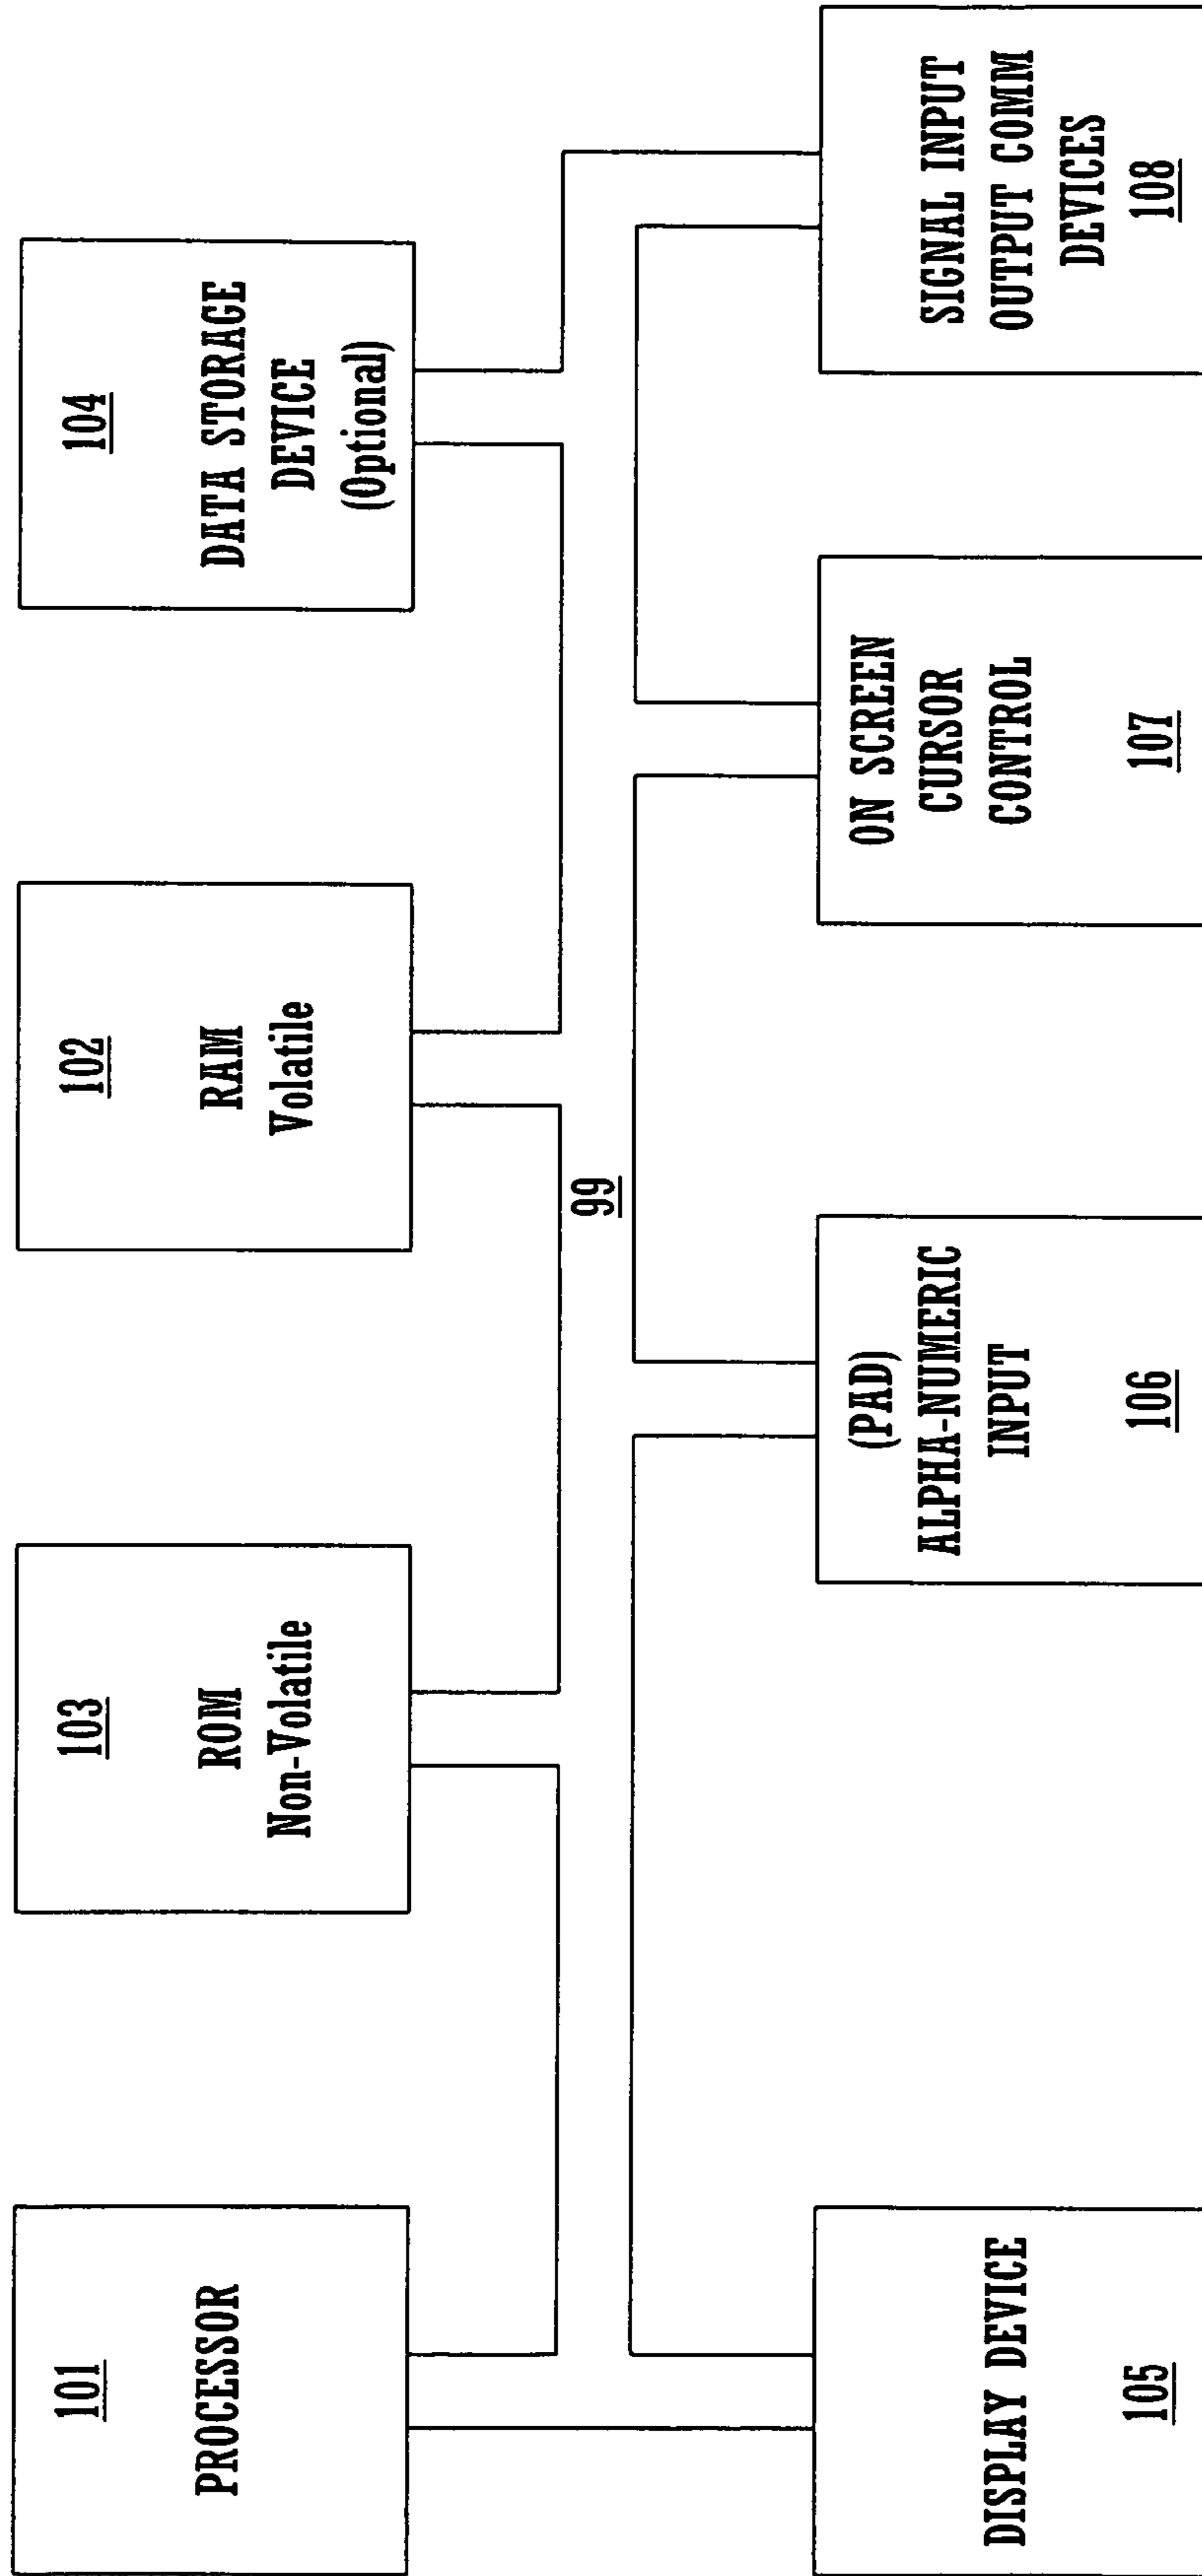 101
PROCESSOR
103
ROM
Non-Volatile
102
RAM
Volatile
104
DATA STORAGE
DEVICE
(Optional)
99
DISPLAY DEVICE
105
(PAD)
ALPHA-NUMERIC
INPUT
106
ON SCREEN
CURSOR
CONTROL
107
SIGNAL INPUT
OUTPUT COMM
DEVICES
108